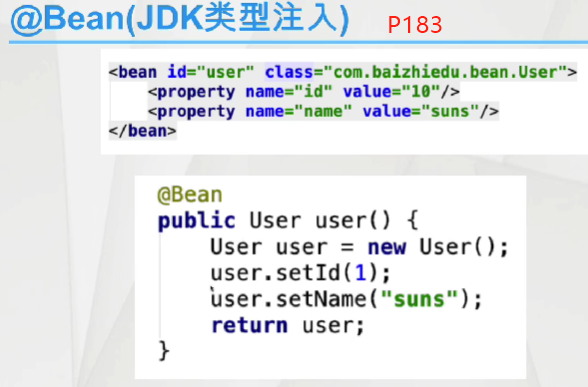 @Bean(JDK类型注入)
P183
<bean id="user" class="com.baizhiedu.bean.User">
    <property name="id" value="10"/>
    <property name="name" value="suns"/>
</bean>
@Bean
public User user() {
    User user = new User();
    user.setId(1);
    user.setName("suns");
    return user;
}